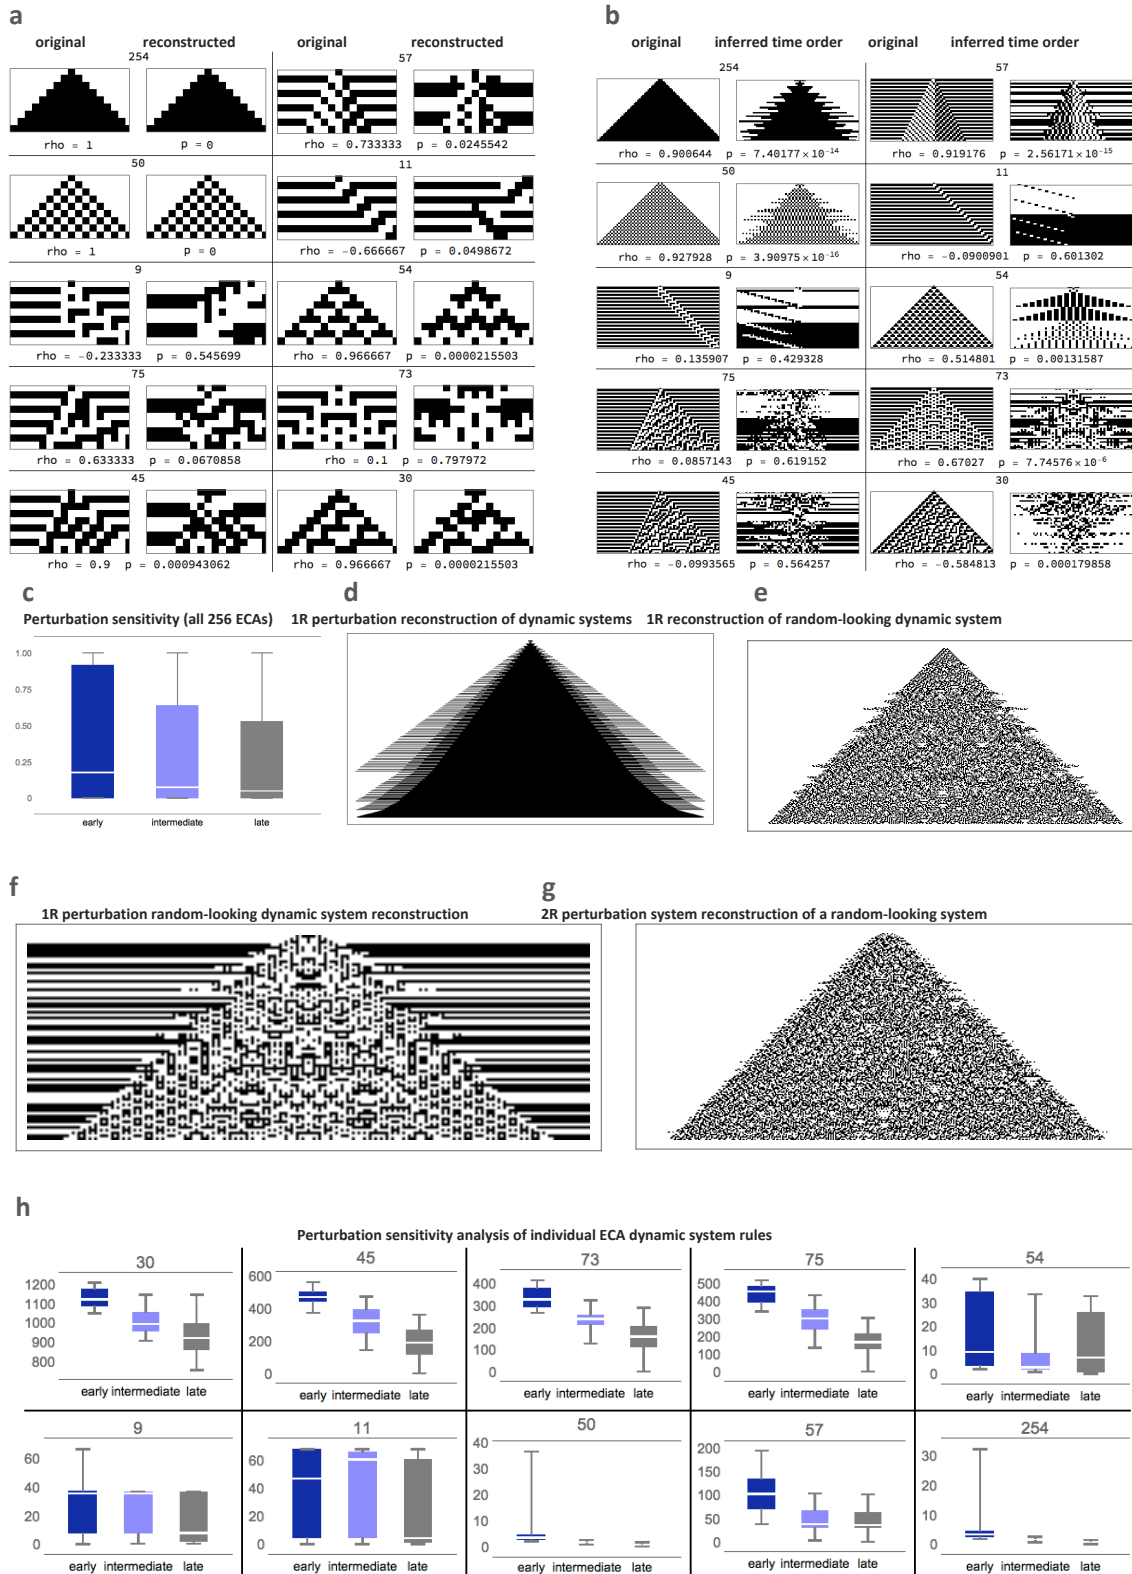 a
original reconstructed original reconstructed
254 57
rho = 1 p = 0 rho = 0.733333 p = 0.0245542
50 11
rho = 1 p = 0 rho = -0.666667 p = 0.0498672
9 54
rho = -0.233333 p = 0.545699 rho = 0.966667 p = 0.0000215503
75 73
rho = 0.633333 p = 0.0670858 rho = 0.1 p = 0.797972
45 30
rho = 0.9 p = 0.000943062 rho = 0.966667 p = 0.0000215503
b
original inferred time order original inferred time order
254 57
rho = 0.900644 p = 7.40177×10⁻¹⁴ rho = 0.919176 p = 2.56171×10⁻¹⁵
50 11
rho = 0.927928 p = 3.90975×10⁻¹⁶ rho = -0.0900901 p = 0.601302
9 54
rho = 0.135907 p = 0.429328 rho = 0.514801 p = 0.00131587
75 73
rho = 0.0857143 p = 0.619152 rho = 0.67027 p = 7.74576×10⁻⁶
45 30
rho = -0.0993565 p = 0.564257 rho = -0.584813 p = 0.000179858
c
Perturbation sensitivity (all 256 ECAs)
1.00
0.75
0.50
0.25
0
early intermediate late
d
1R perturbation reconstruction of dynamic systems
e
1R reconstruction of random-looking dynamic system
f
1R perturbation random-looking dynamic system reconstruction
g
2R perturbation system reconstruction of a random-looking system
h
Perturbation sensitivity analysis of individual ECA dynamic system rules
30
1200
1100
1000
900
800
early intermediate late
45
600
400
200
0
early intermediate late
73
400
300
200
100
0
early intermediate late
75
500
400
300
200
100
0
early intermediate late
54
40
30
20
10
0
early intermediate late
9
60
40
20
0
early intermediate late
11
60
40
20
0
early intermediate late
50
40
30
20
10
0
early intermediate late
57
200
150
100
50
0
early intermediate late
254
30
20
10
0
early intermediate late